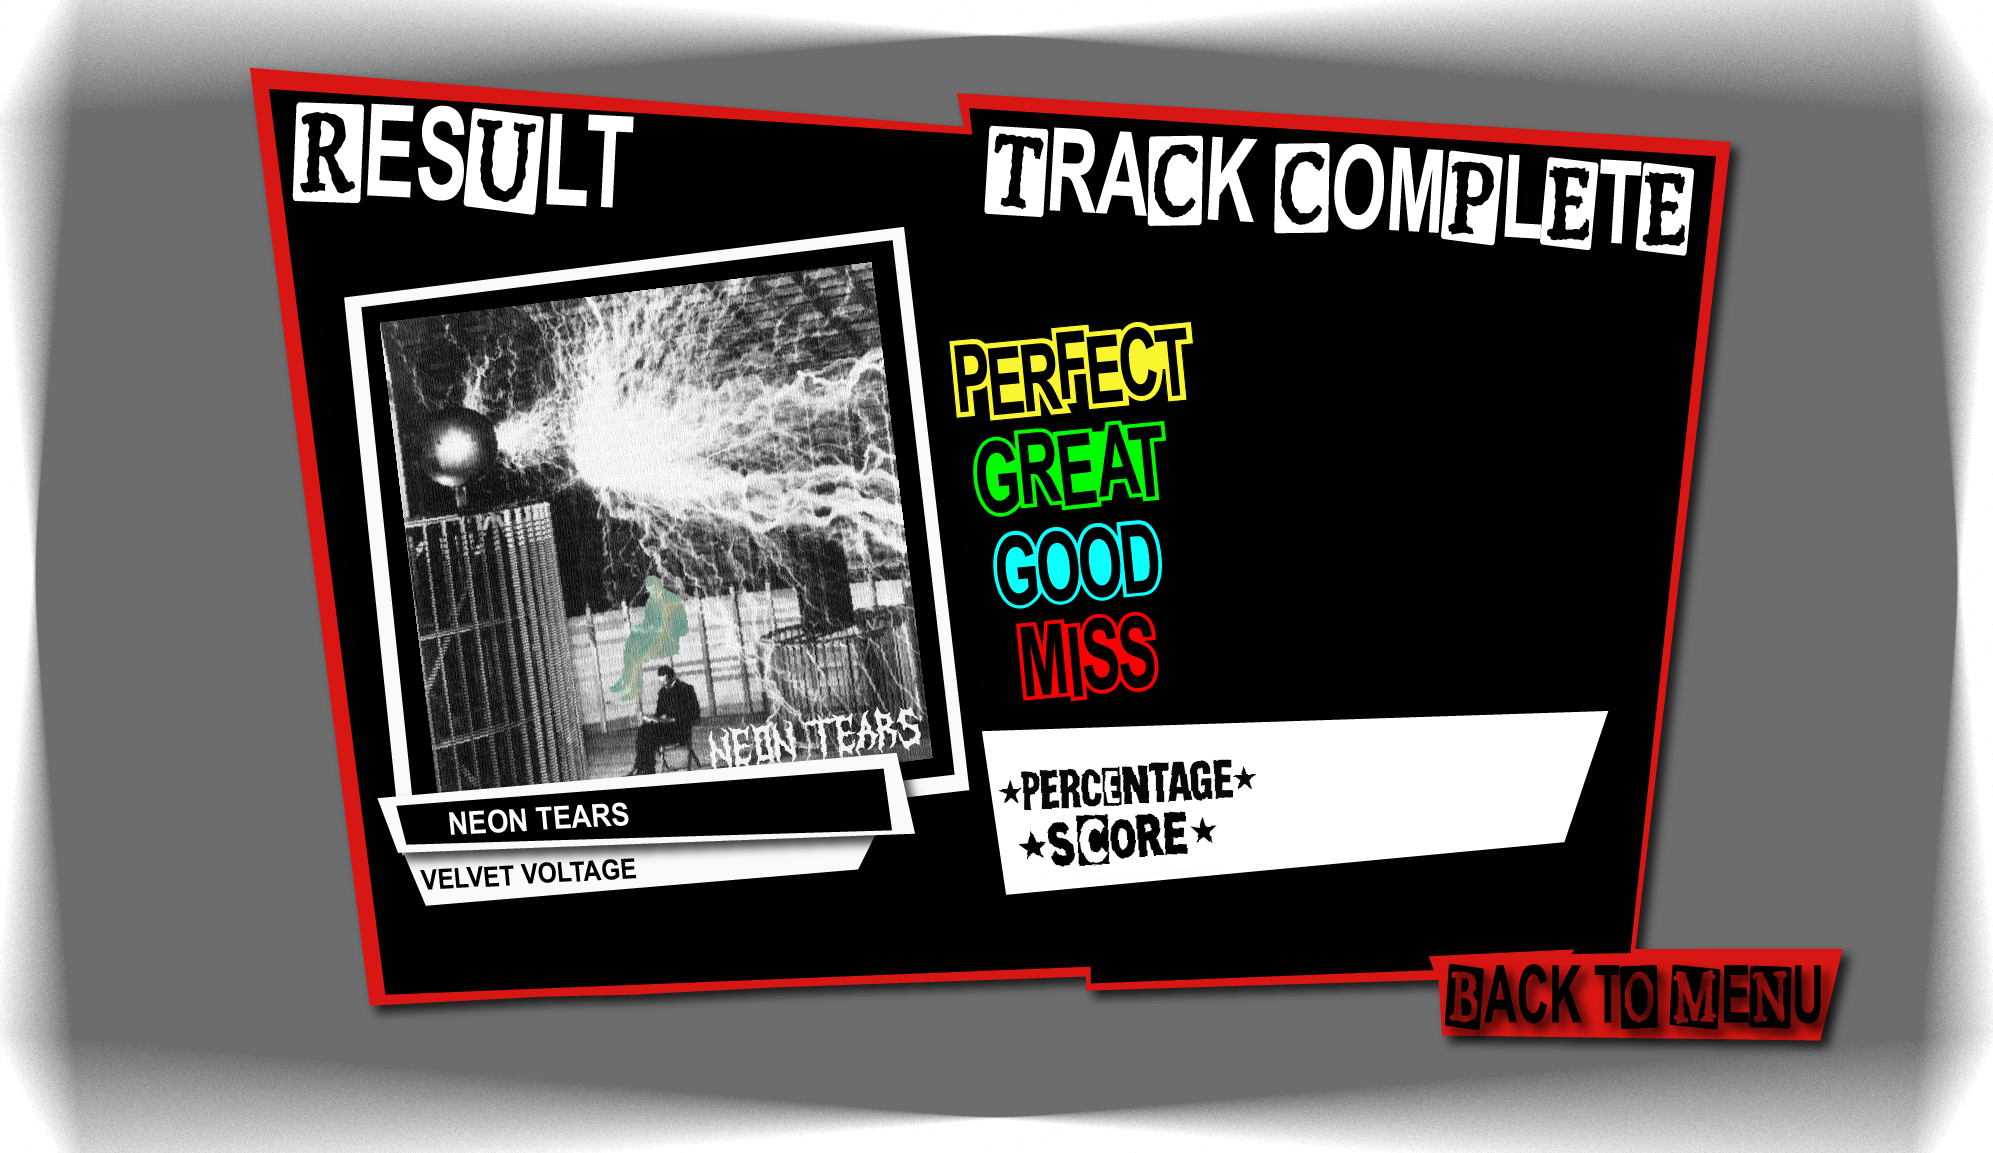 RESULT
TRACK COMPLETE
NEON TEARS
NEON TEARS
VELVET VOLTAGE
PERFECT
GREAT
GOOD
MISS
★PERCENTAGE★
★SCORE★
BACK TO MENU